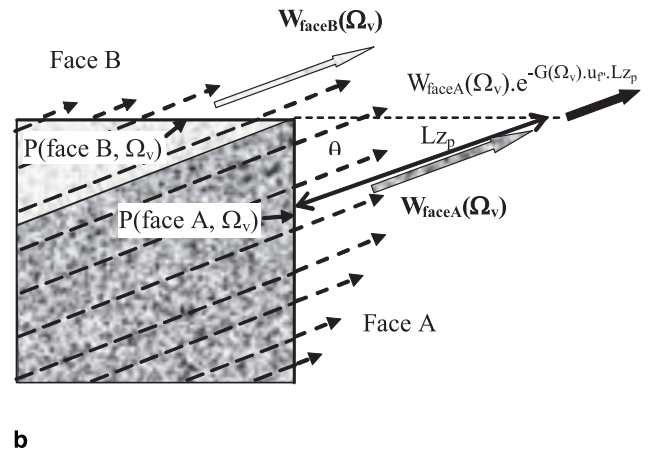 W_faceB(Ω_v)
Face B
W_faceA(Ω_v).e^-G(Ω_v).u_f".Lz_p
P(face B, Ω_v)
θ
Lz_p
P(face A, Ω_v)
W_faceA(Ω_v)
Face A
b